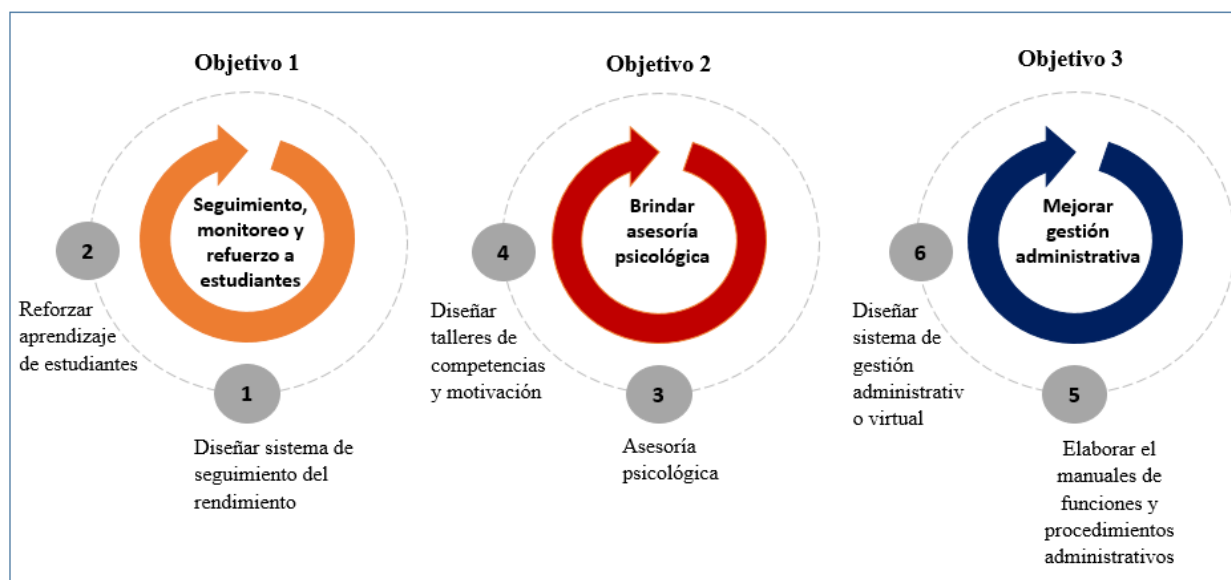 Objetivo 1
Seguimiento,
monitoreo y
refuerzo a
estudiantes
2
Reforzar
aprendizaje
de estudiantes
1
Diseñar sistema de
seguimiento del
rendimiento
Objetivo 2
Brindar
asesoría
psicológica
4
Diseñar
talleres de
competencias
y motivación
3
Asesoría
psicológica
Objetivo 3
Mejorar
gestión
administrativa
6
Diseñar
sistema de
gestión
administrativ
o virtual
5
Elaborar el
manuales de
funciones y
procedimientos
administrativos